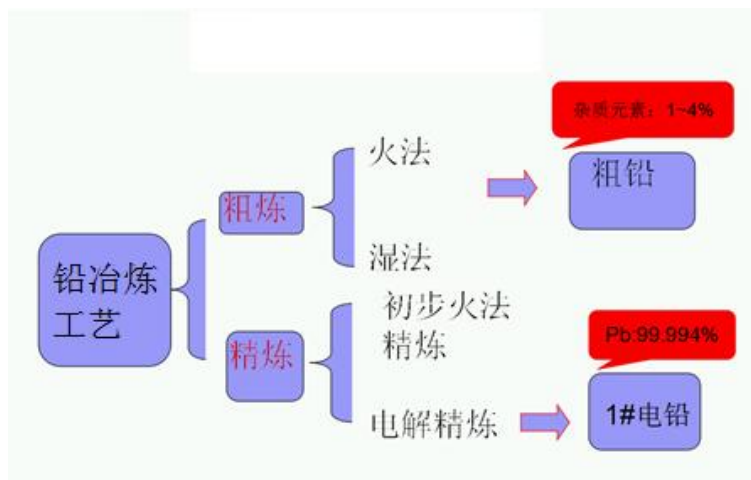 杂质元素：1~4%
火法
粗铅
粗炼
湿法
铅冶炼
工艺
初步火法
精炼
Pb:99.994%
精炼
电解精炼
1#电铅